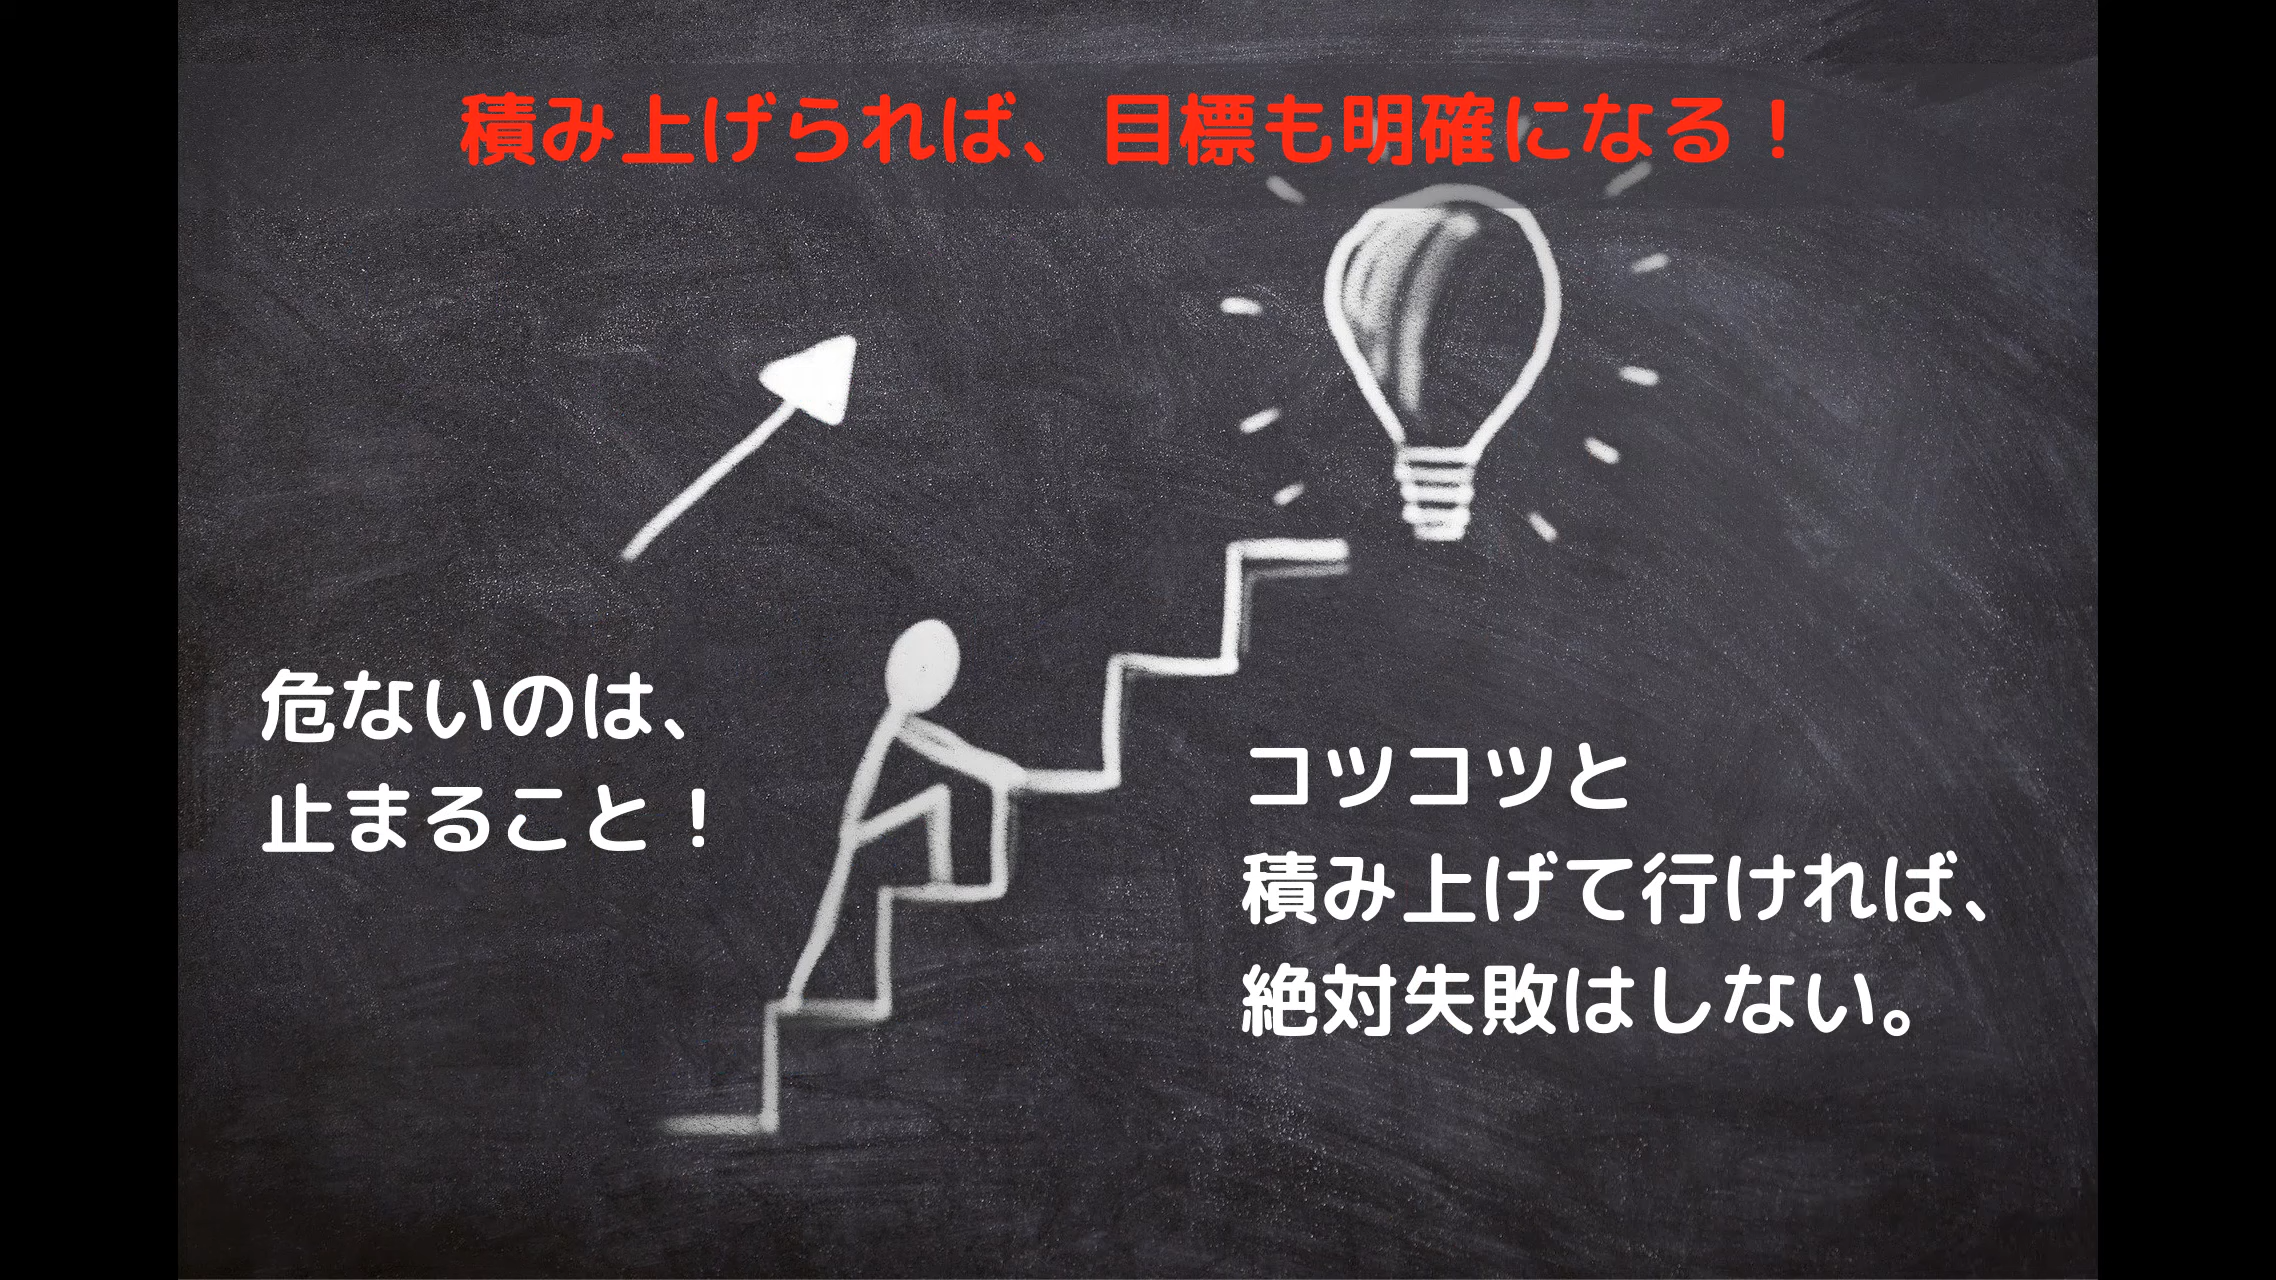 積み上げられば、目標も明確になる！
危ないのは、
止まること！
コツコツと
積み上げて行ければ、
絶対失敗はしない。